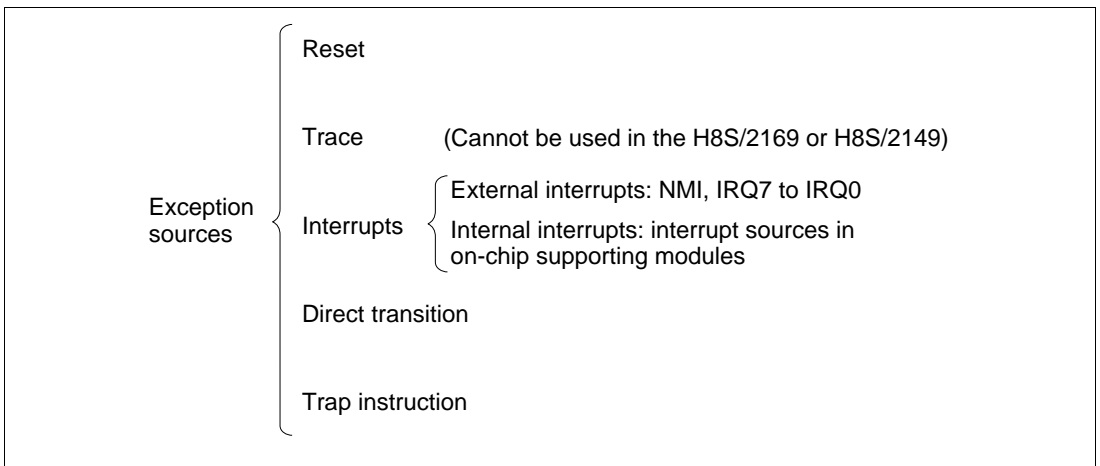 Reset
Trace (Cannot be used in the H8S/2169 or H8S/2149)
Exception
sources
Interrupts
External interrupts: NMI, IRQ7 to IRQ0
Internal interrupts: interrupt sources in
on-chip supporting modules
Direct transition
Trap instruction